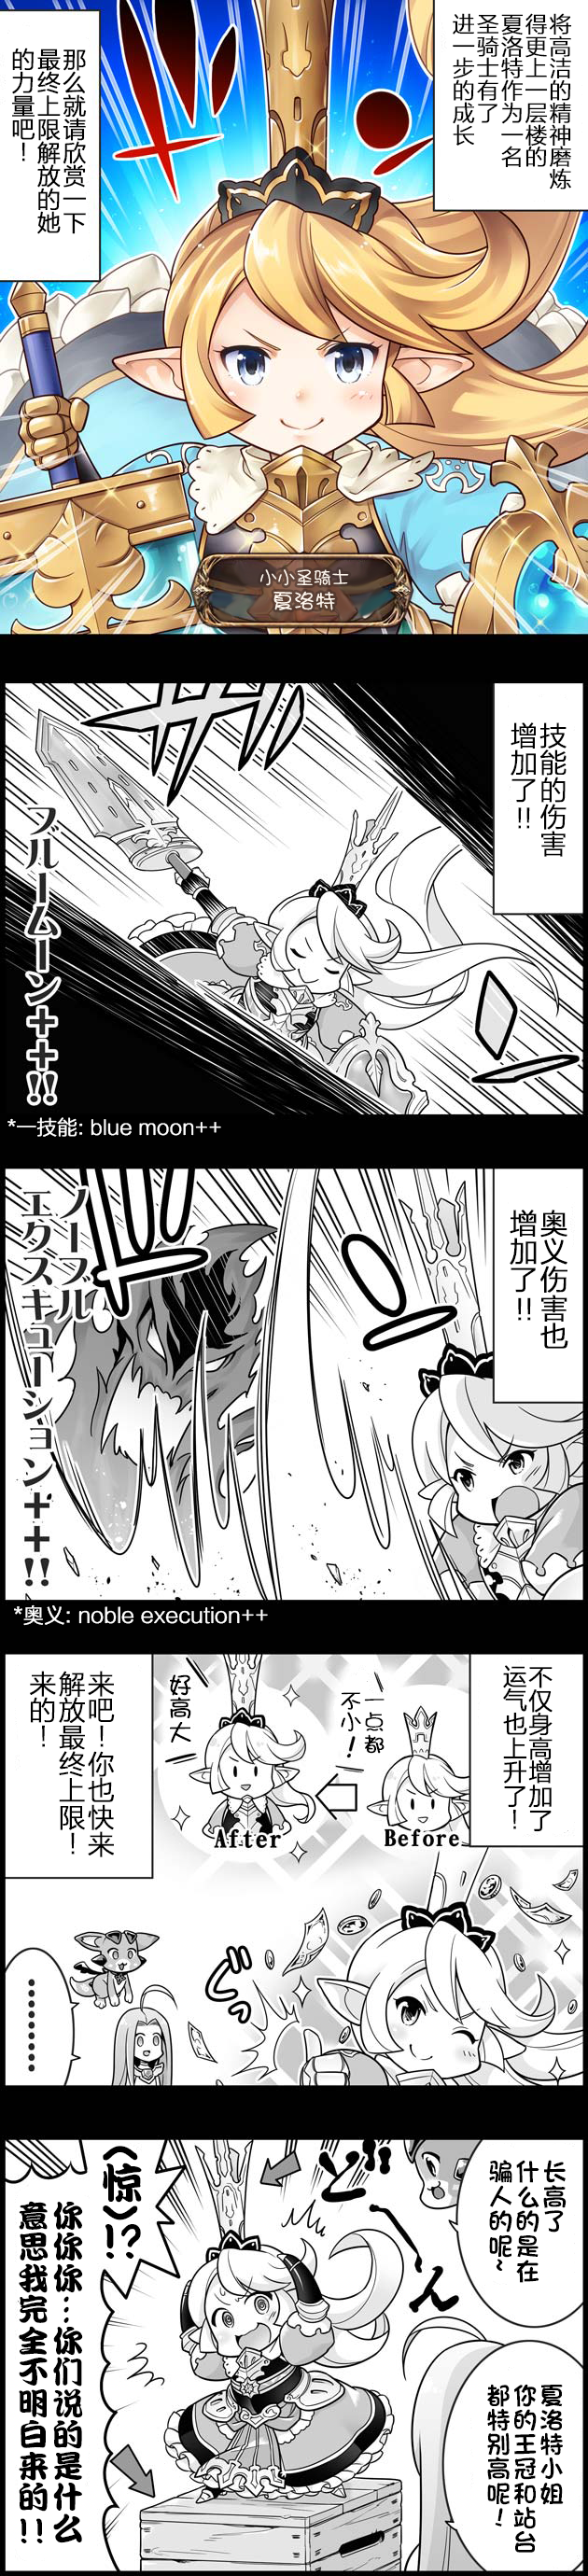 将高洁的精神磨炼
得更上一层楼的
夏洛特作为一名
圣骑士有了
进一步的成长
那么就请欣赏一下
最终上限解放的她
的力量吧！
小小圣骑士
夏洛特
技能的伤害
增加了!!
ブルームーン++!!
*一技能: blue moon++
奥义伤害也
增加了!!
ノーブル
エクスキューション++!!
*奥义: noble execution++
不仅身高增加了
运气也上升了！
一点都
不小！
好高大
Before
After
来吧！你也快来
解放最终上限！
来的！
ぐっ
………
长高了
什么的是在
骗人的呢~
どーん
夏洛特小姐
你的王冠和站台
都特别高呢！
(惊)!?
你你你…你们说的是什么
意思我完全不明白来的!!